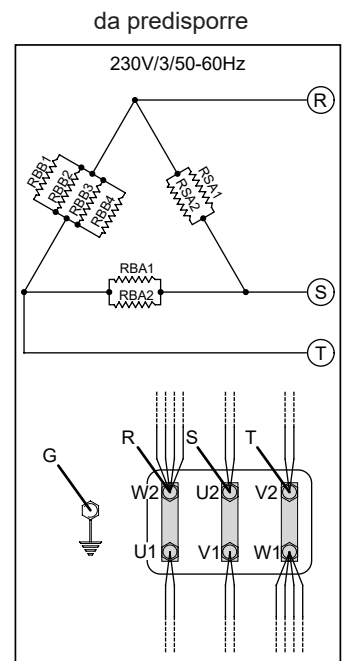 da predisporre
230V/3/50-60Hz
R
RBB1
RBB2
RBB3
RBB4
RSA1
RSA2
RBA1
RBA2
S
T
R S T
G
W2 U2 V2
U1 V1 W1